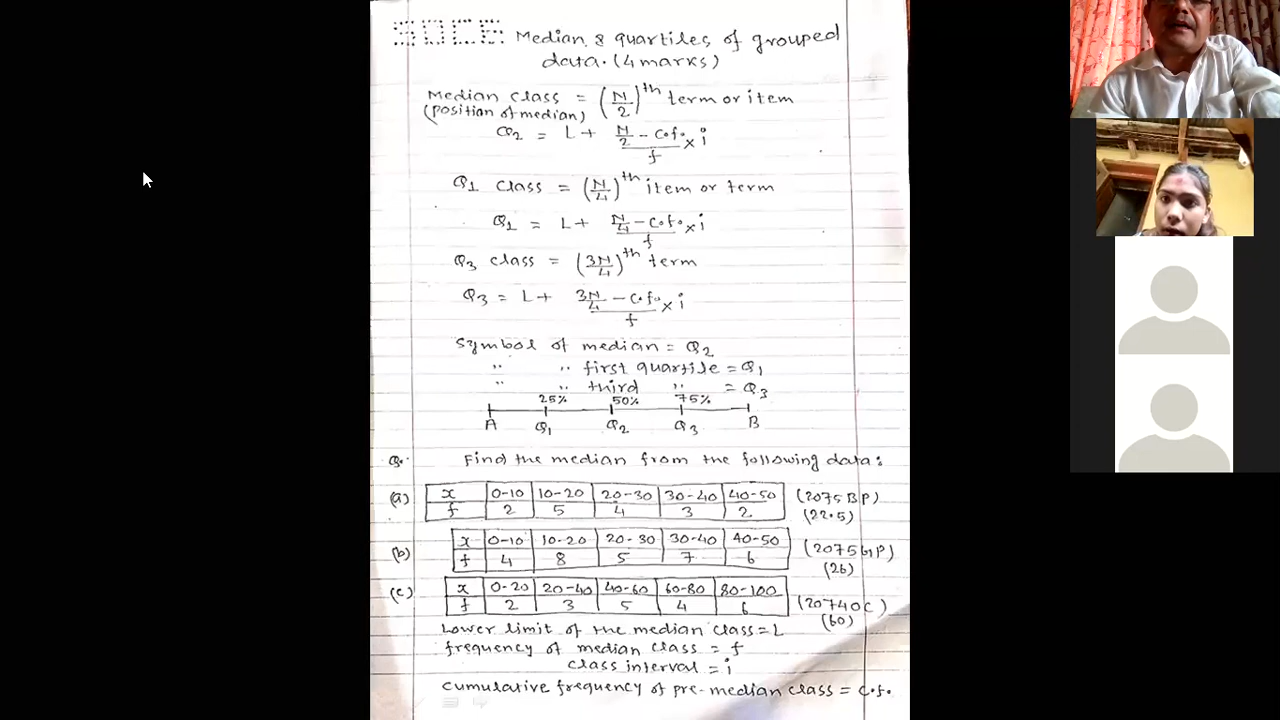 SOCE Median & quartiles of grouped
data. (4 marks)
Median class = (N/2)th term or item
(position of median)
Q2 = L + (N/2 - c.f.)/f × i
Q1 class = (N/4)th item or term
Q1 = L + (N/4 - c.f.)/f × i
Q3 class = (3N/4)th term
Q3 = L + (3N/4 - c.f.)/f × i
Symbol of median = Q2
" " first quartile = Q1
" " third " = Q3
25% 50% 75%
A Q1 Q2 Q3 B
Q. Find the median from the following data:
(a) x 0-10 10-20 20-30 30-40 40-50 (2075 BP)
f 2 5 4 3 2 (22.5)
(b) x 0-10 10-20 20-30 30-40 40-50 (2075 GP)
f 4 8 5 7 6 (26)
(c) x 0-20 20-40 40-60 60-80 80-100 (2074 OC)
f 2 3 5 4 6 (60)
Lower limit of the median class = L
frequency of median class = f
class interval = i
cumulative frequency of pre-median class = c.f.